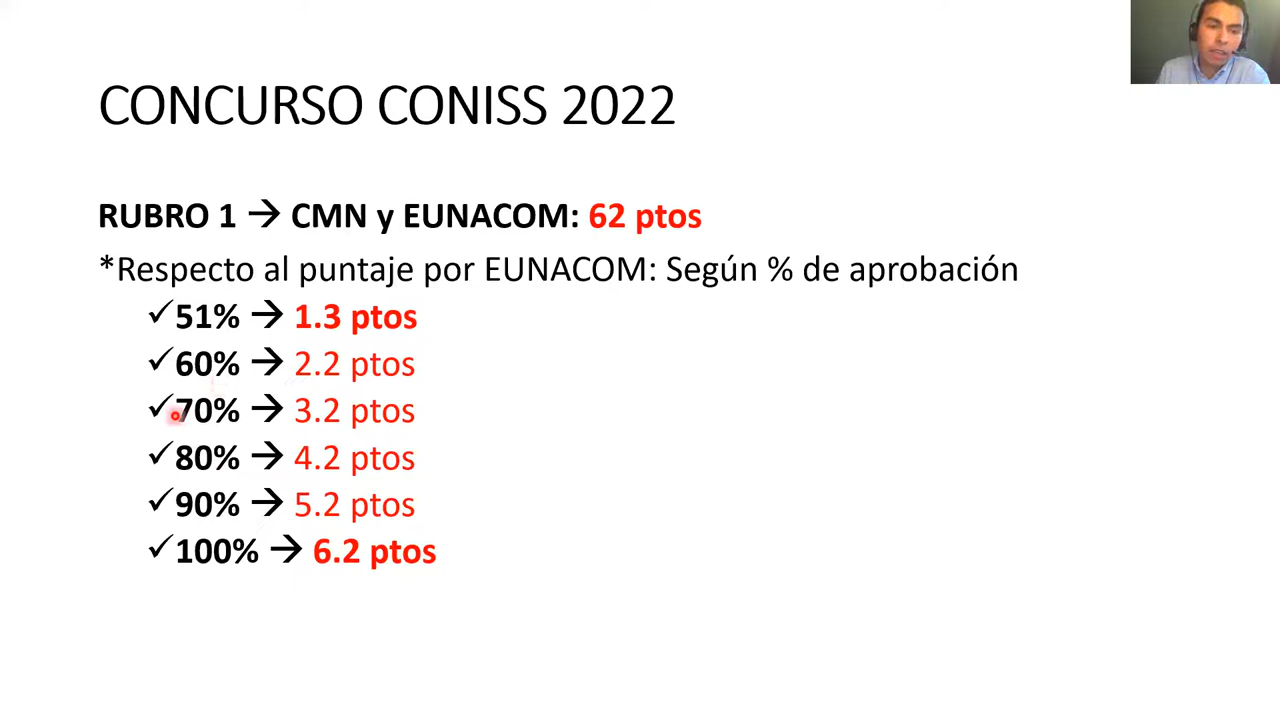 CONCURSO CONISS 2022
RUBRO 1 → CMN y EUNACOM: 62 ptos
*Respecto al puntaje por EUNACOM: Según % de aprobación
✓51% → 1.3 ptos
✓60% → 2.2 ptos
✓70% → 3.2 ptos
✓80% → 4.2 ptos
✓90% → 5.2 ptos
✓100% → 6.2 ptos